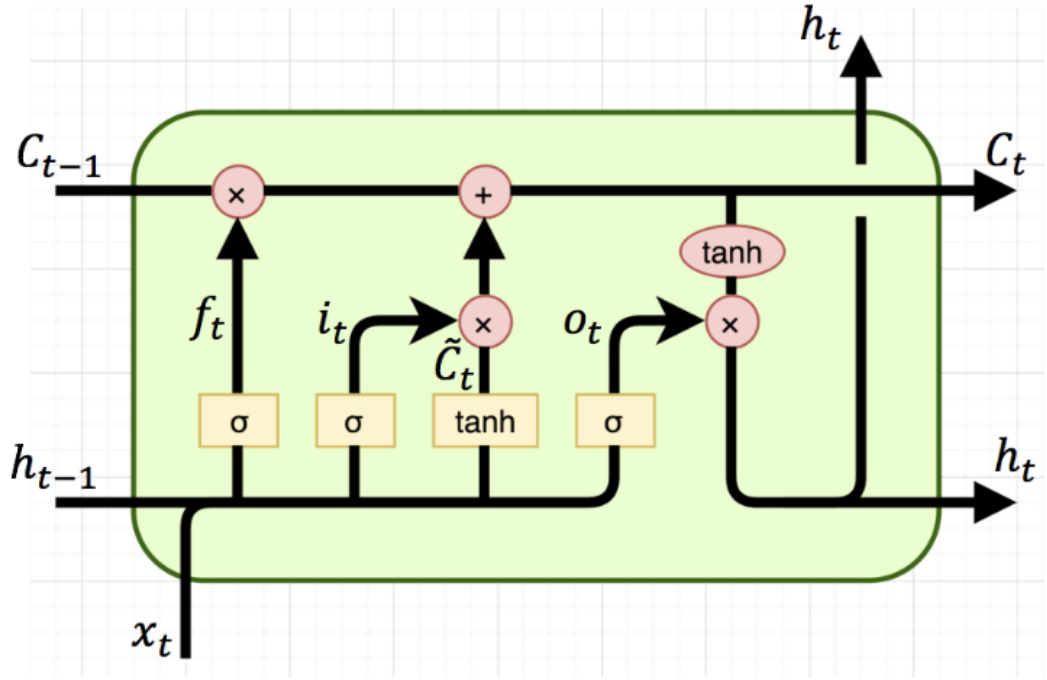 h_t
C_{t-1}
C_t
×
+
tanh
f_t
i_t
×
o_t
×
C̃_t
σ
σ
tanh
σ
h_{t-1}
h_t
x_t